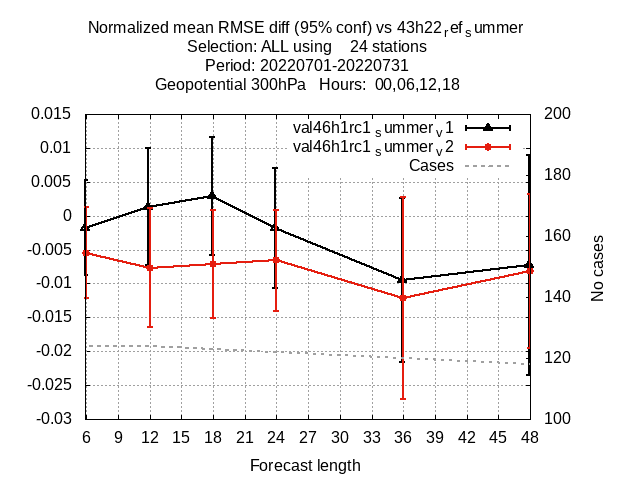 Normalized mean RMSE diff (95% conf) vs 43h22refsummer
Selection: ALL using 24 stations
Period: 20220701-20220731
Geopotential 300hPa Hours: 00,06,12,18
val46h1rc1summerv1
val46h1rc1summerv2
Cases
0.015
0.01
0.005
0
-0.005
-0.01
-0.015
-0.02
-0.025
-0.03
200
180
160
140
120
100
No cases
6 9 12 15 18 21 24 27 30 33 36 39 42 45 48
Forecast length